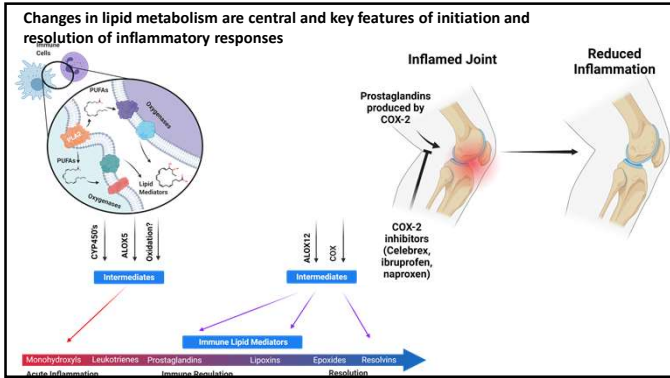 Changes in lipid metabolism are central and key features of initiation and
resolution of inflammatory responses
Immune
Cells
PUFAs
Oxygenases
PLA2
PUFAs
Lipid
Mediators
Oxygenases
CYP450's
ALOX5
Oxidation?
Intermediates
ALOX12
COX
Intermediates
Inflamed Joint
Reduced
Inflammation
Prostaglandins
produced by
COX-2
COX-2
inhibitors
(Celebrex,
ibuprofen,
naproxen)
Immune Lipid Mediators
Monohydroxyls Leukotrienes Prostaglandins Lipoxins Epoxides Resolvins
Acute Inflammation Immune Regulation Resolution